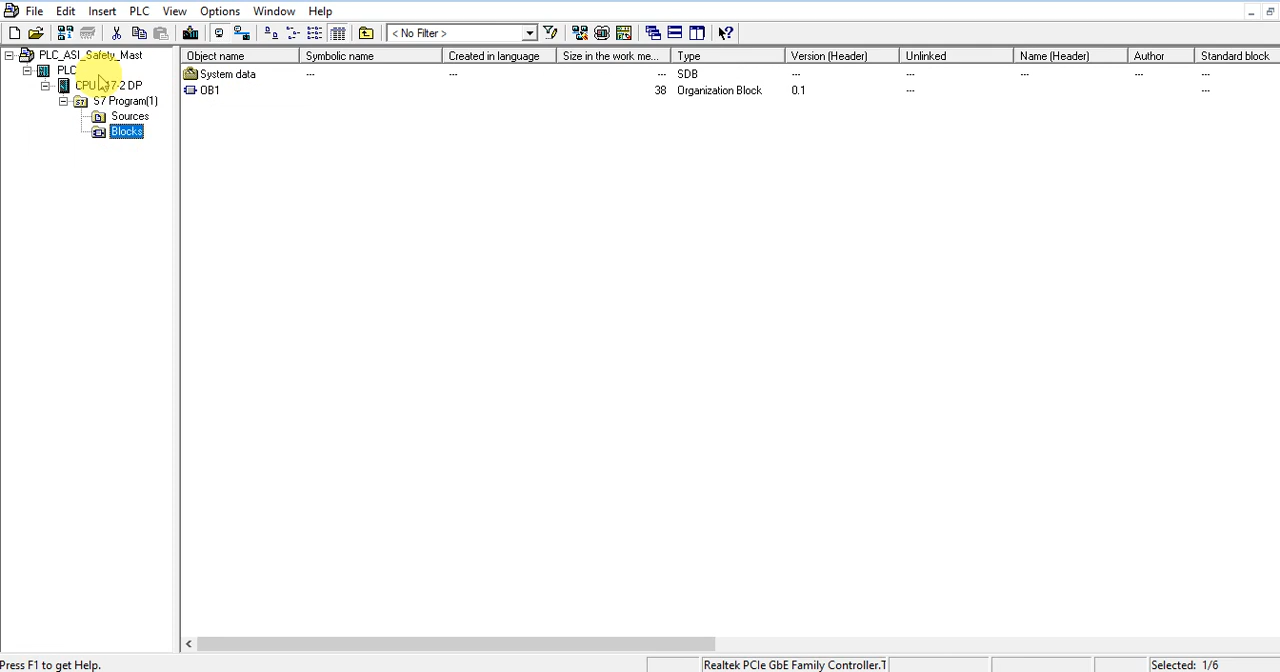 File Edit Insert PLC View Options Window Help
< No Filter >
PLC_ASI_Safety_Mast
PLC
DP
S7 Program(1)
Sources
Blocks
Object name Symbolic name Created in language Size in the work me... Type Version (Header) Unlinked Name (Header) Author Standard block
System data --- --- --- SDB --- --- --- --- ---
OB1 38 Organization Block 0.1 --- ---
Press F1 to get Help.
Realtek PCIe GbE Family Controller.T
Selected: 1/6